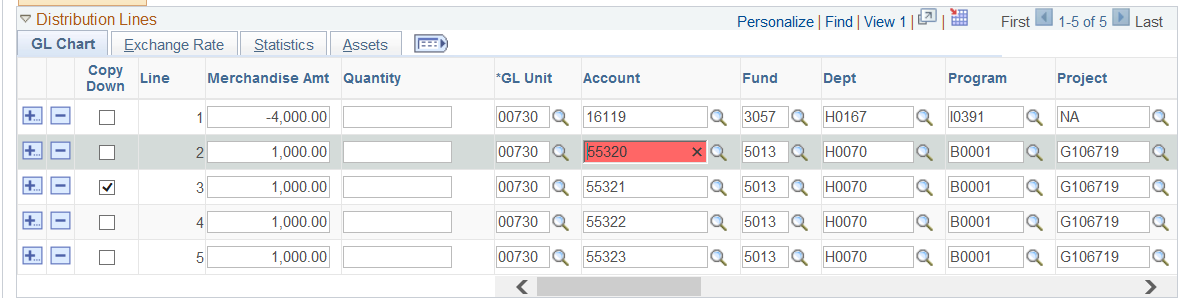 Distribution Lines
Personalize | Find | View 1 | | First 1-5 of 5 Last
GL Chart Exchange Rate Statistics Assets
Copy Down Line Merchandise Amt Quantity *GL Unit Account Fund Dept Program Project
1 -4,000.00 00730 16119 3057 H0167 I0391 NA
2 1,000.00 00730 55320 × 5013 H0070 B0001 G106719
3 1,000.00 00730 55321 5013 H0070 B0001 G106719
4 1,000.00 00730 55322 5013 H0070 B0001 G106719
5 1,000.00 00730 55323 5013 H0070 B0001 G106719